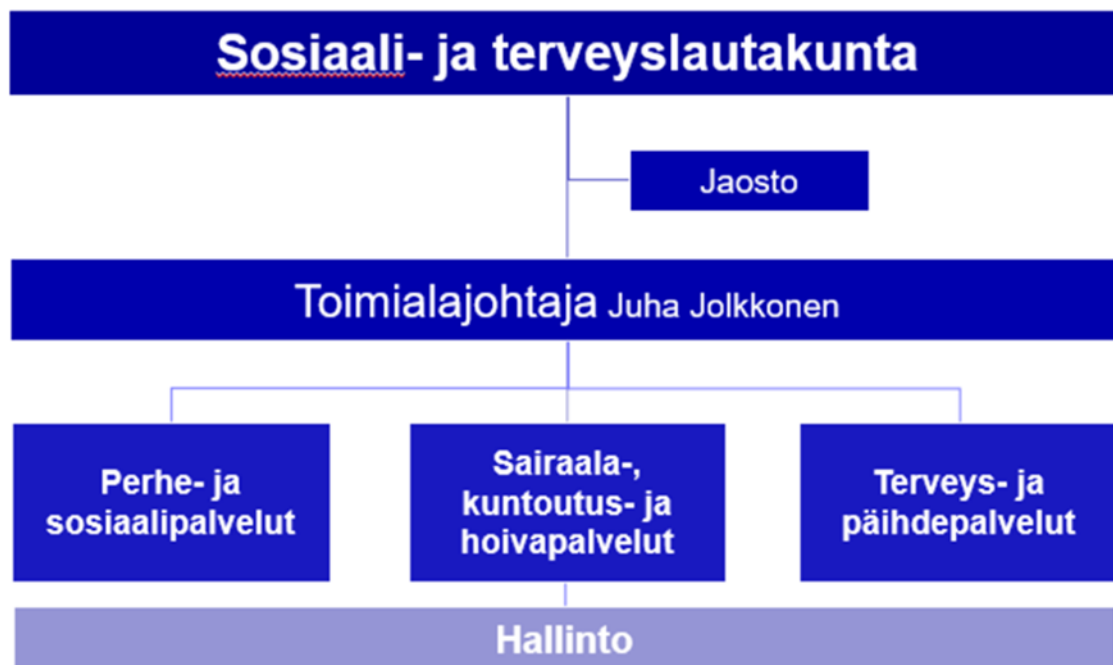 Sosiaali- ja terveyslautakunta
Jaosto
Toimialajohtaja Juha Jolkkonen
Perhe- ja
sosiaalipalvelut
Sairaala-,
kuntoutus- ja
hoivapalvelut
Terveys- ja
päihdepalvelut
Hallinto